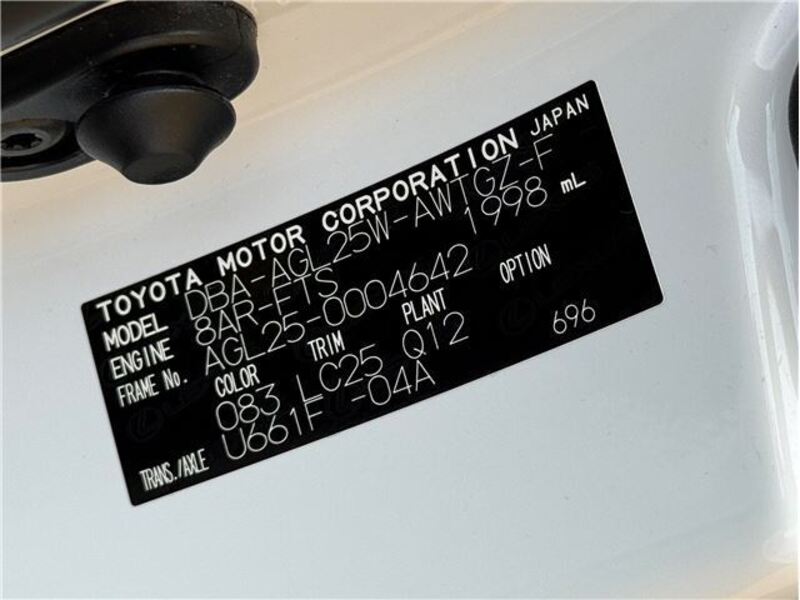 TOYOTA MOTOR CORPORATION JAPAN
MODEL DBA-AGL25W-AWTGZ-F
ENGINE 8AR-FTS 1998 mL
FRAME No. AGL25-0004642
COLOR TRIM PLANT OPTION
083 LC25 Q12 696
TRANS./AXLE U661F -04A